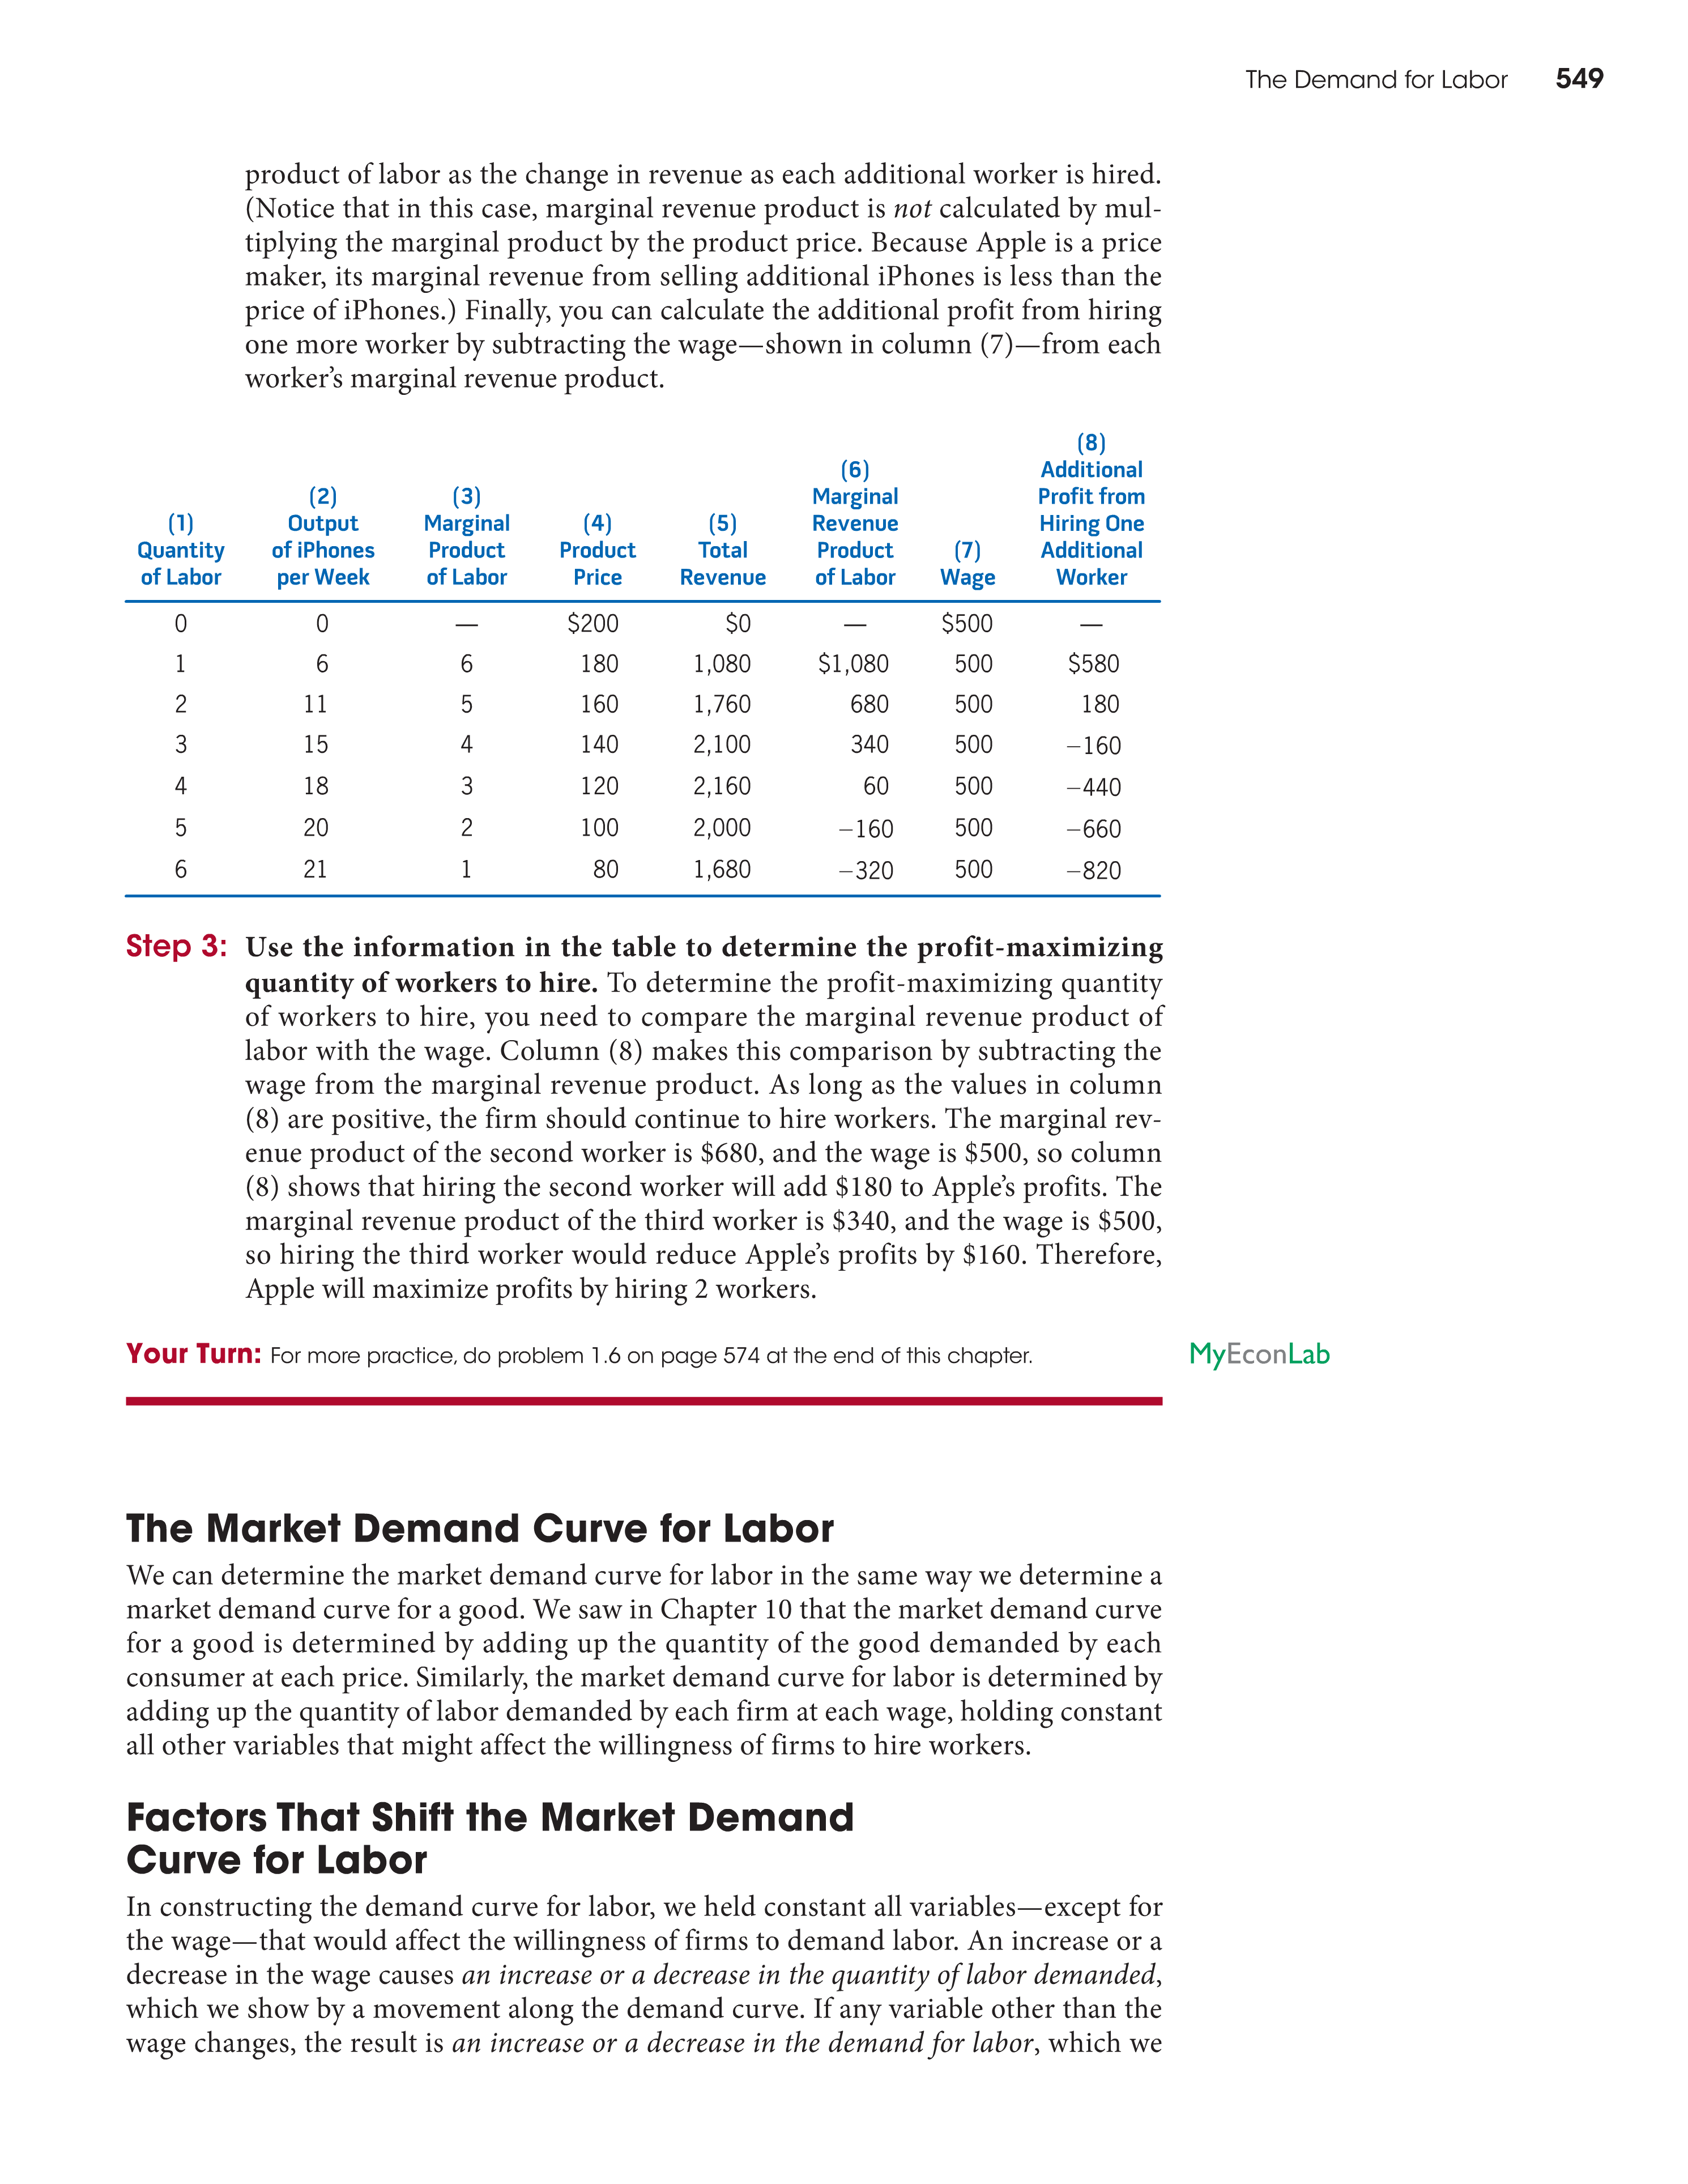 The Demand for Labor 549
product of labor as the change in revenue as each additional worker is hired.
(Notice that in this case, marginal revenue product is not calculated by mul-
tiplying the marginal product by the product price. Because Apple is a price
maker, its marginal revenue from selling additional iPhones is less than the
price of iPhones.) Finally, you can calculate the additional profit from hiring
one more worker by subtracting the wage—shown in column (7)—from each
worker's marginal revenue product.
(1)
Quantity
of Labor
(2)
Output
of iPhones
per Week
(3)
Marginal
Product
of Labor
(4)
Product
Price
(5)
Total
Revenue
(6)
Marginal
Revenue
Product
of Labor
(7)
Wage
(8)
Additional
Profit from
Hiring One
Additional
Worker
0 0 — $200 $0 — $500 —
1 6 6 180 1,080 $1,080 500 $580
2 11 5 160 1,760 680 500 180
3 15 4 140 2,100 340 500 −160
4 18 3 120 2,160 60 500 −440
5 20 2 100 2,000 −160 500 −660
6 21 1 80 1,680 −320 500 −820
Step 3: Use the information in the table to determine the profit-maximizing
quantity of workers to hire. To determine the profit-maximizing quantity
of workers to hire, you need to compare the marginal revenue product of
labor with the wage. Column (8) makes this comparison by subtracting the
wage from the marginal revenue product. As long as the values in column
(8) are positive, the firm should continue to hire workers. The marginal rev-
enue product of the second worker is $680, and the wage is $500, so column
(8) shows that hiring the second worker will add $180 to Apple's profits. The
marginal revenue product of the third worker is $340, and the wage is $500,
so hiring the third worker would reduce Apple's profits by $160. Therefore,
Apple will maximize profits by hiring 2 workers.
Your Turn: For more practice, do problem 1.6 on page 574 at the end of this chapter.
MyEconLab
The Market Demand Curve for Labor
We can determine the market demand curve for labor in the same way we determine a
market demand curve for a good. We saw in Chapter 10 that the market demand curve
for a good is determined by adding up the quantity of the good demanded by each
consumer at each price. Similarly, the market demand curve for labor is determined by
adding up the quantity of labor demanded by each firm at each wage, holding constant
all other variables that might affect the willingness of firms to hire workers.
Factors That Shift the Market Demand
Curve for Labor
In constructing the demand curve for labor, we held constant all variables—except for
the wage—that would affect the willingness of firms to demand labor. An increase or a
decrease in the wage causes an increase or a decrease in the quantity of labor demanded,
which we show by a movement along the demand curve. If any variable other than the
wage changes, the result is an increase or a decrease in the demand for labor, which we